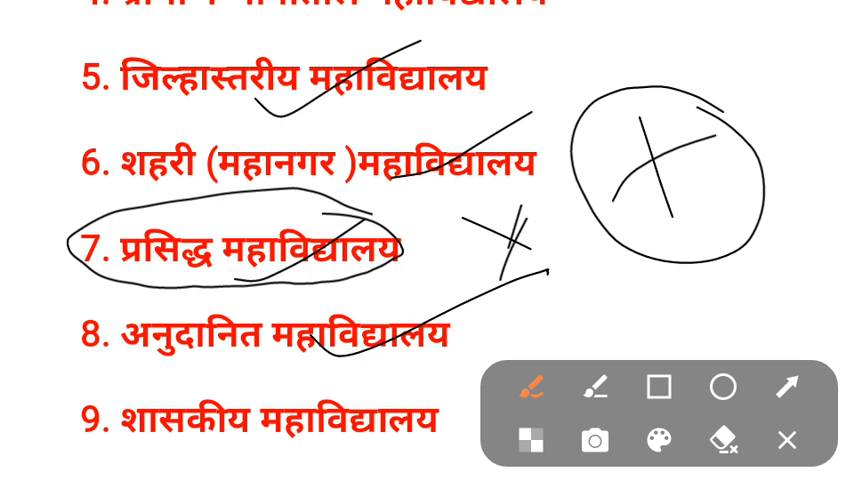 5. जिल्हास्तरीय महाविद्यालय
6. शहरी (महानगर )महाविद्यालय
7. प्रसिद्ध महाविद्यालय
8. अनुदानित महाविद्यालय
9. शासकीय महाविद्यालय